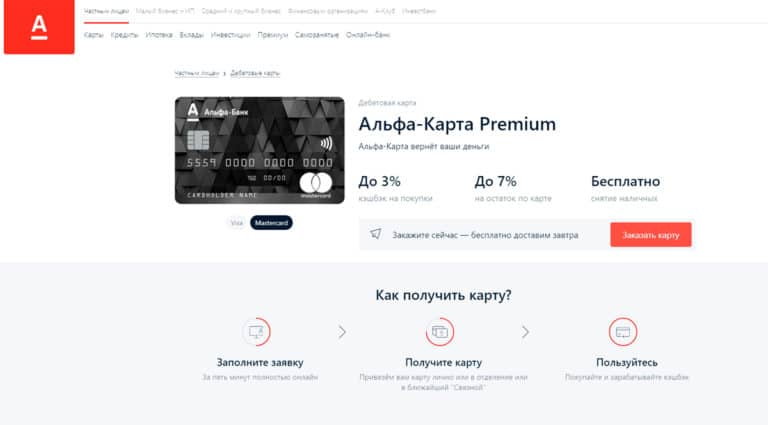 А
Частным лицам Малый бизнес и ИП Средний и крупный бизнес Финансовым организациям А-Клуб Инвестбанк
Карты Кредиты Ипотека Вклады Инвестиции Премиум Самозанятые Онлайн-банк
Частным лицам › Дебетовые карты
А Альфа-Банк
5559 0000 0000 0000
00/00
CARDHOLDER NAME
mastercard
Visa Mastercard
Дебетовая карта
Альфа-Карта Premium
Альфа-Карта вернёт ваши деньги
До 3% До 7% Бесплатно
кэшбэк на покупки на остаток по карте снятие наличных
Закажите сейчас — бесплатно доставим завтра Заказать карту
Как получить карту?
Заполните заявку Получите карту Пользуйтесь
За пять минут полностью онлайн Привезём вам карту лично или в отделение или Покупайте и зарабатывайте кэшбэк
в ближайший "Связной"